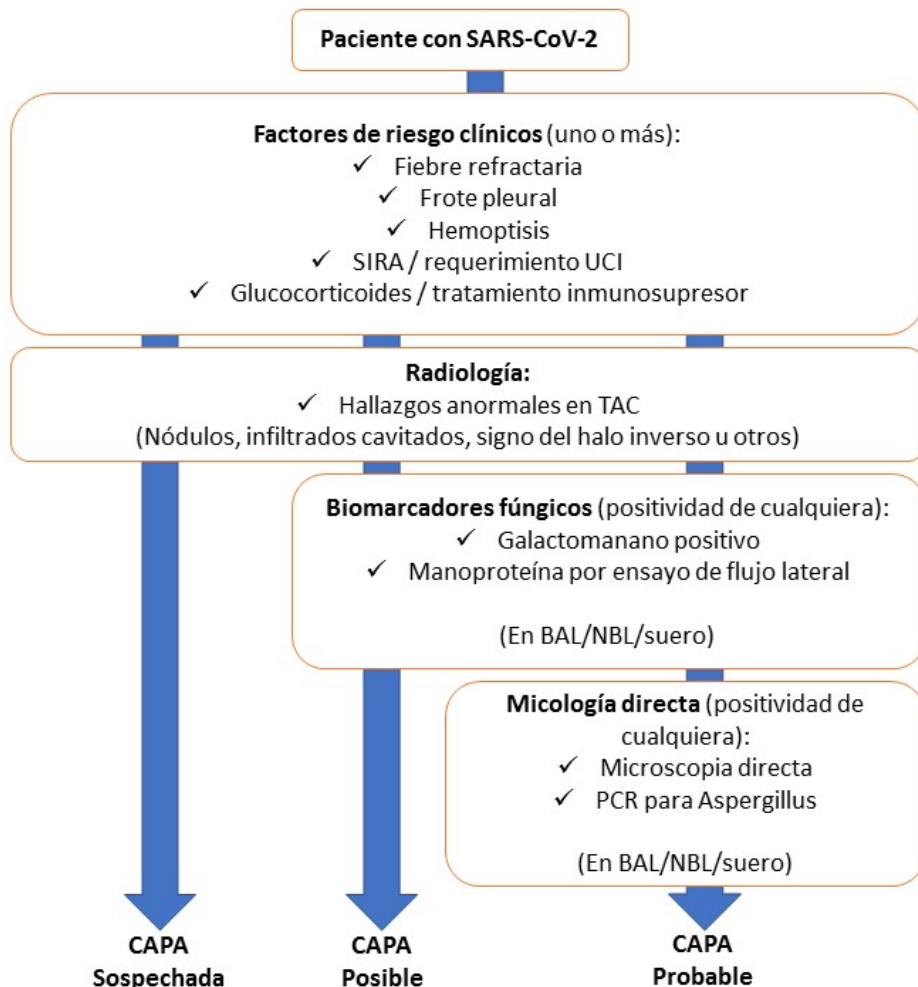 Paciente con SARS-CoV-2
Factores de riesgo clínicos (uno o más):
✓ Fiebre refractaria
✓ Frote pleural
✓ Hemoptisis
✓ SIRA / requerimiento UCI
✓ Glucocorticoides / tratamiento inmunosupresor
Radiología:
✓ Hallazgos anormales en TAC
(Nódulos, infiltrados cavitados, signo del halo inverso u otros)
Biomarcadores fúngicos (positividad de cualquiera):
✓ Galactomanano positivo
✓ Manoproteína por ensayo de flujo lateral
(En BAL/NBL/suero)
Micología directa (positividad de
cualquiera):
✓ Microscopia directa
✓ PCR para Aspergillus
(En BAL/NBL/suero)
CAPA
Sospechada
CAPA
Posible
CAPA
Probable